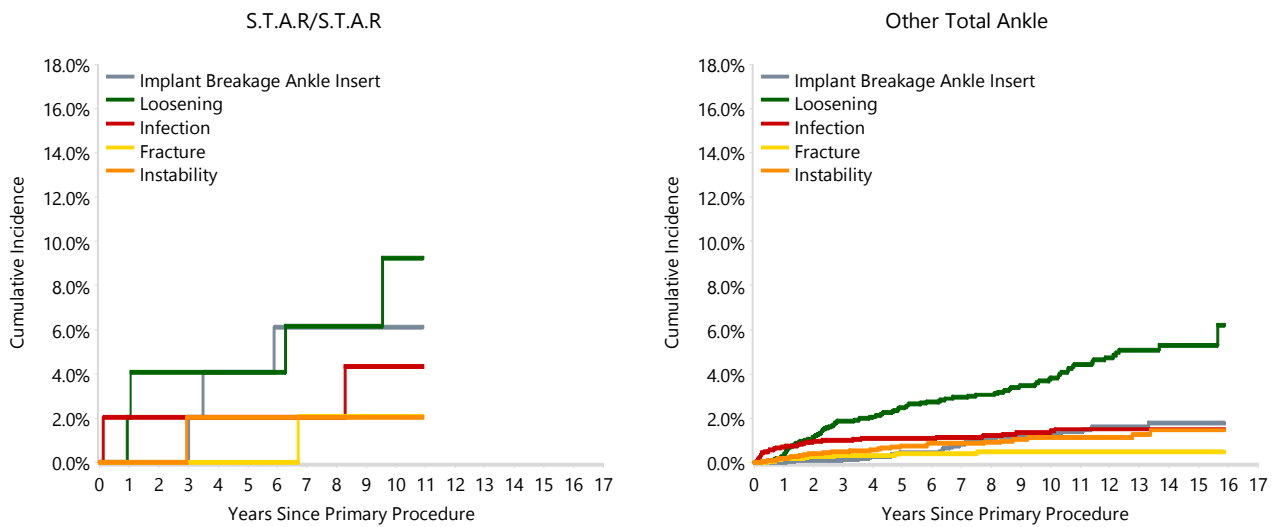 S.T.A.R/S.T.A.R
Cumulative Incidence
18.0%
16.0%
14.0%
12.0%
10.0%
8.0%
6.0%
4.0%
2.0%
0.0%
Implant Breakage Ankle Insert
Loosening
Infection
Fracture
Instability
0 1 2 3 4 5 6 7 8 9 10 11 12 13 14 15 16 17
Years Since Primary Procedure
Other Total Ankle
Cumulative Incidence
18.0%
16.0%
14.0%
12.0%
10.0%
8.0%
6.0%
4.0%
2.0%
0.0%
Implant Breakage Ankle Insert
Loosening
Infection
Fracture
Instability
0 1 2 3 4 5 6 7 8 9 10 11 12 13 14 15 16 17
Years Since Primary Procedure